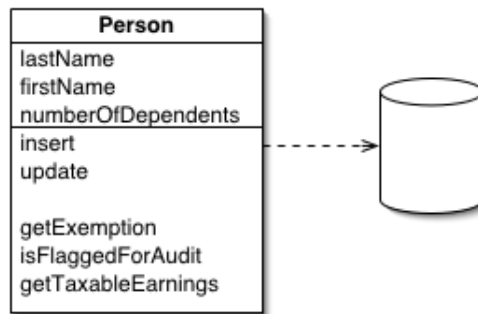 Person
lastName
firstName
numberOfDependents
insert
update
getExemption
isFlaggedForAudit
getTaxableEarnings